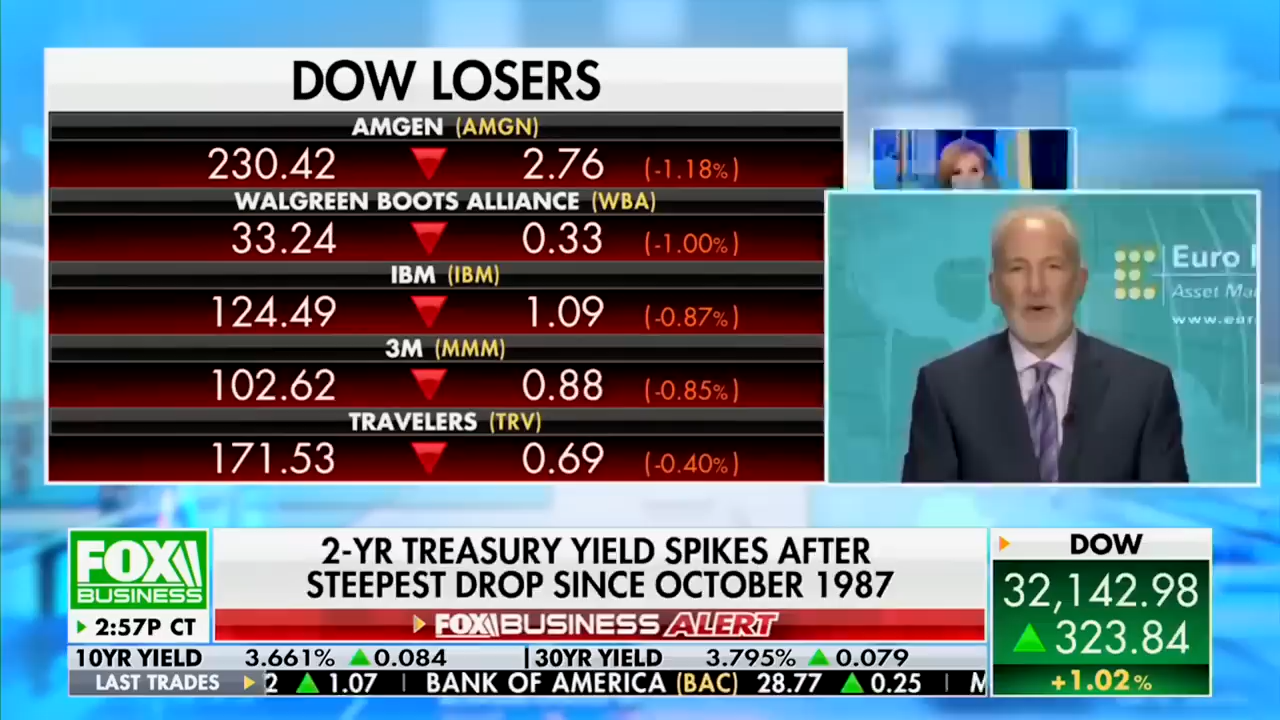 DOW LOSERS
AMGEN (AMGN)
230.42 ▼ 2.76 (-1.18%)
WALGREEN BOOTS ALLIANCE (WBA)
33.24 ▼ 0.33 (-1.00%)
IBM (IBM)
124.49 ▼ 1.09 (-0.87%)
3M (MMM)
102.62 ▼ 0.88 (-0.85%)
TRAVELERS (TRV)
171.53 ▼ 0.69 (-0.40%)
Euro
Asset
www.
FOX
BUSINESS
2:57P CT
2-YR TREASURY YIELD SPIKES AFTER
STEEPEST DROP SINCE OCTOBER 1987
FOX BUSINESS ALERT
DOW
32,142.98
▲ 323.84
+1.02%
10YR YIELD 3.661% ▲ 0.084 | 30YR YIELD 3.795% ▲ 0.079
LAST TRADES 2 ▲ 1.07 | BANK OF AMERICA (BAC) 28.77 ▲ 0.25 |